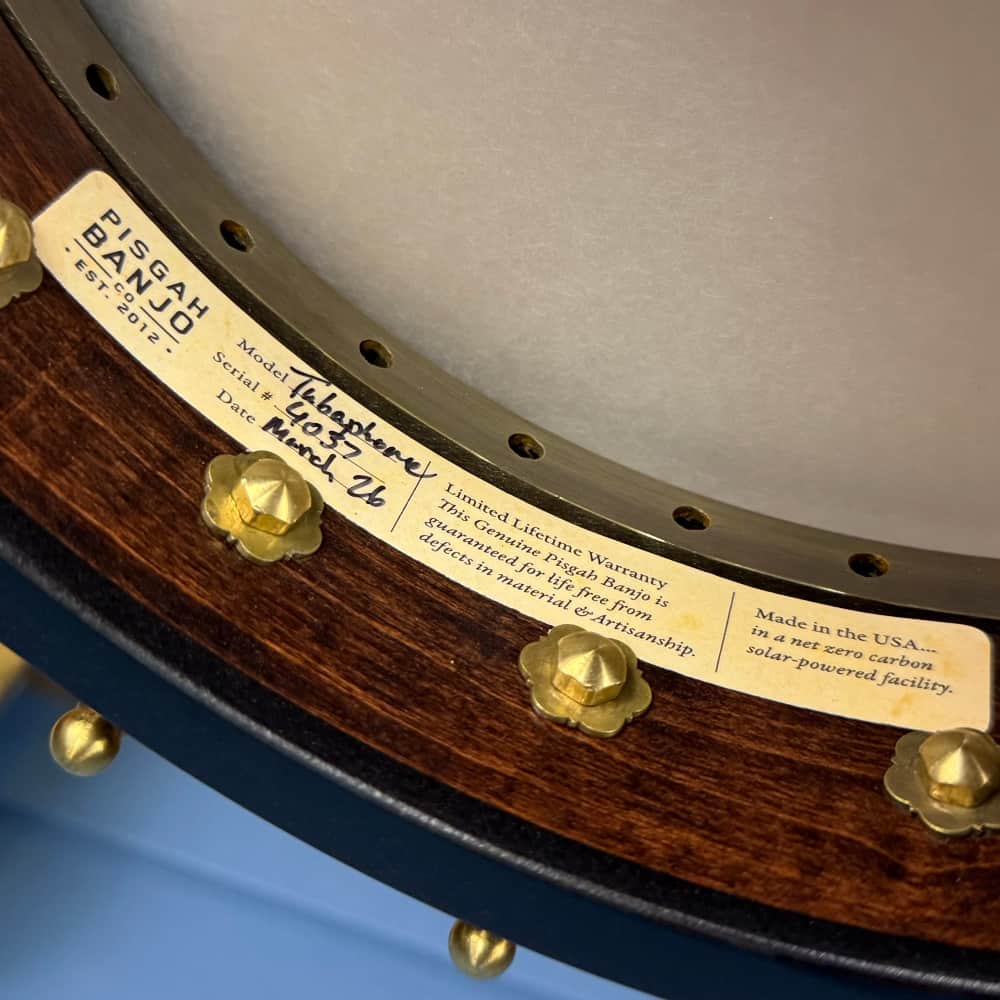 PISGAH
BANJO
CO
· EST. 2012 ·
Model Tubaphone
Serial # 4037
Date March 26
Limited Lifetime Warranty
This Genuine Pisgah Banjo is
guaranteed for life free from
defects in material & Artisanship.
Made in the USA....
in a net zero carbon
solar-powered facility.